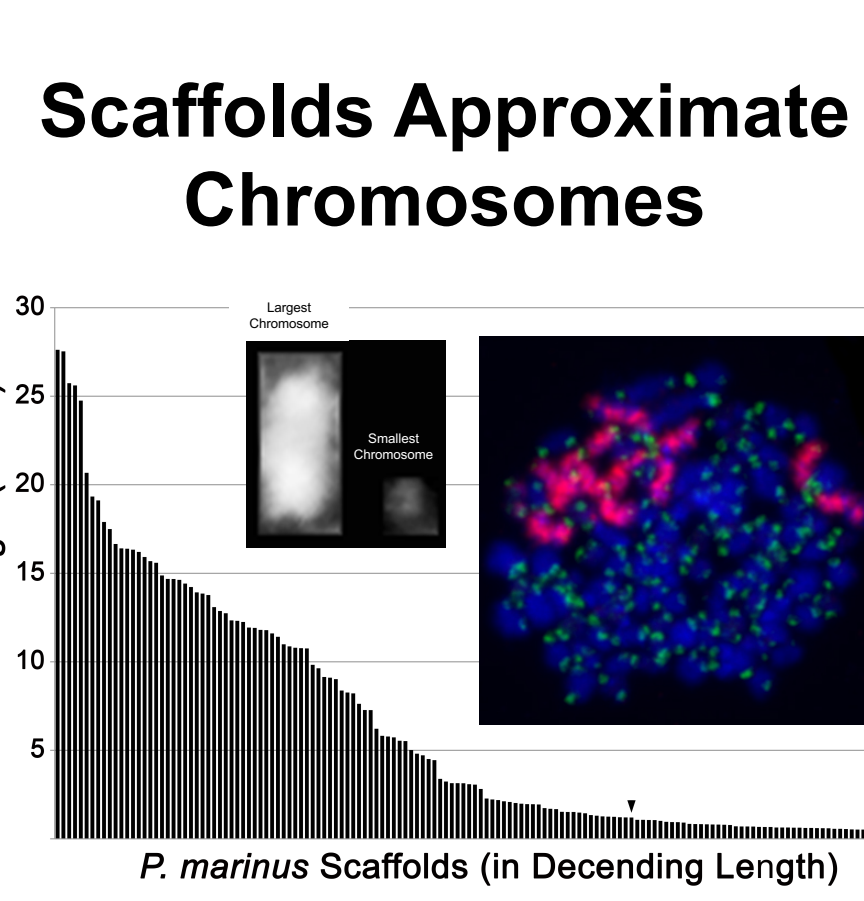 Scaffolds Approximate
Chromosomes
30
Largest
Chromosome
25
Smallest
Chromosome
20
15
10
5
P. marinus Scaffolds (in Decending Length)